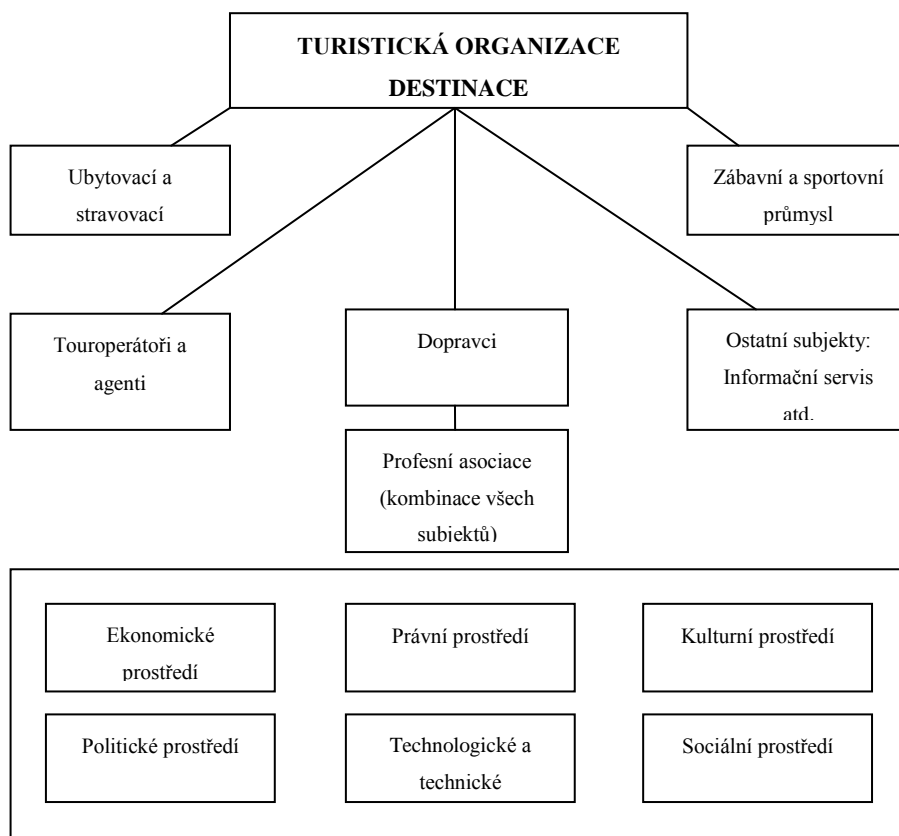 TURISTICKÁ ORGANIZACE
DESTINACE
Ubytovací a
stravovací
Zábavní a sportovní
průmysl
Touroperátoři a
agenti
Dopravci
Ostatní subjekty:
Informační servis
atd.
Profesní asociace
(kombinace všech
subjektů)
Ekonomické
prostředí
Právní prostředí
Kulturní prostředí
Politické prostředí
Technologické a
technické
Sociální prostředí